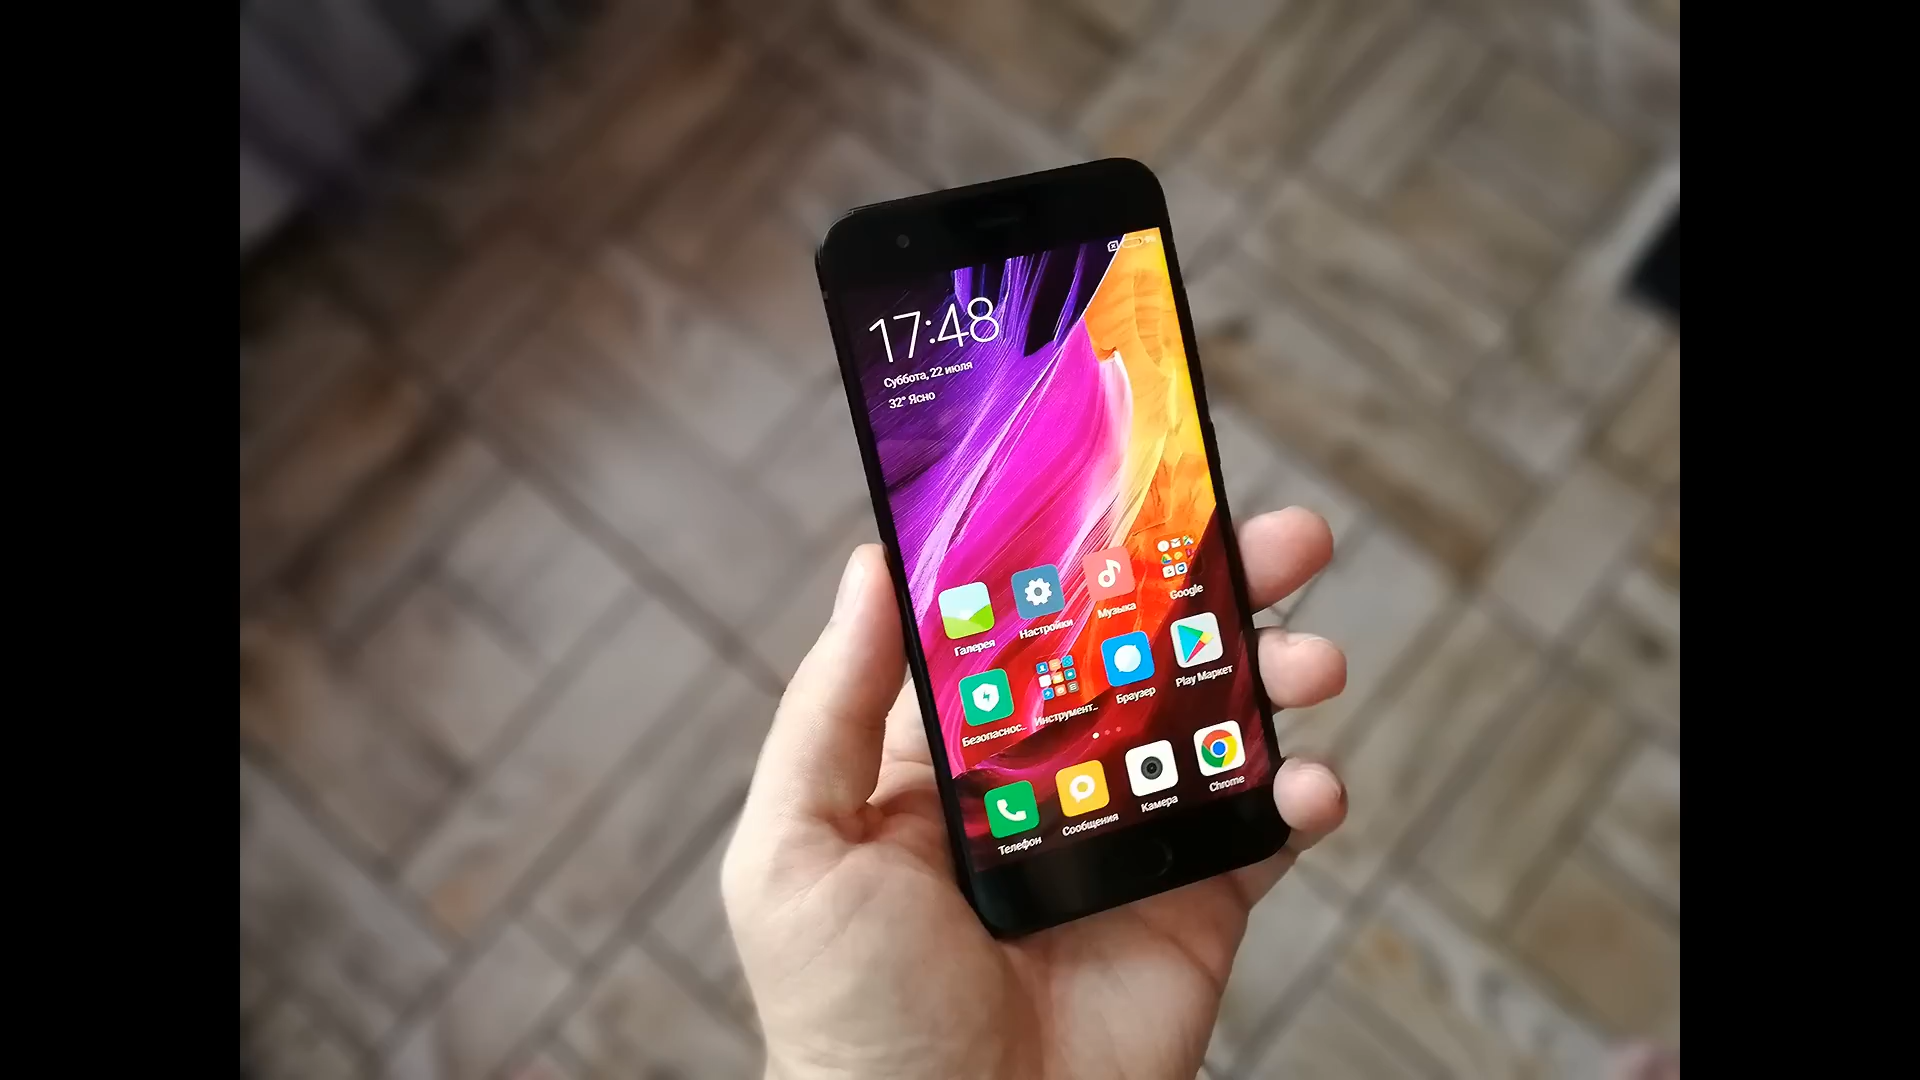 17:48
Суббота, 22 июля
32° Ясно
Галерея
Настройки
Музыка
Google
Безопаснос...
Инструмент...
Браузер
Play Маркет
Телефон
Сообщения
Камера
Chrome